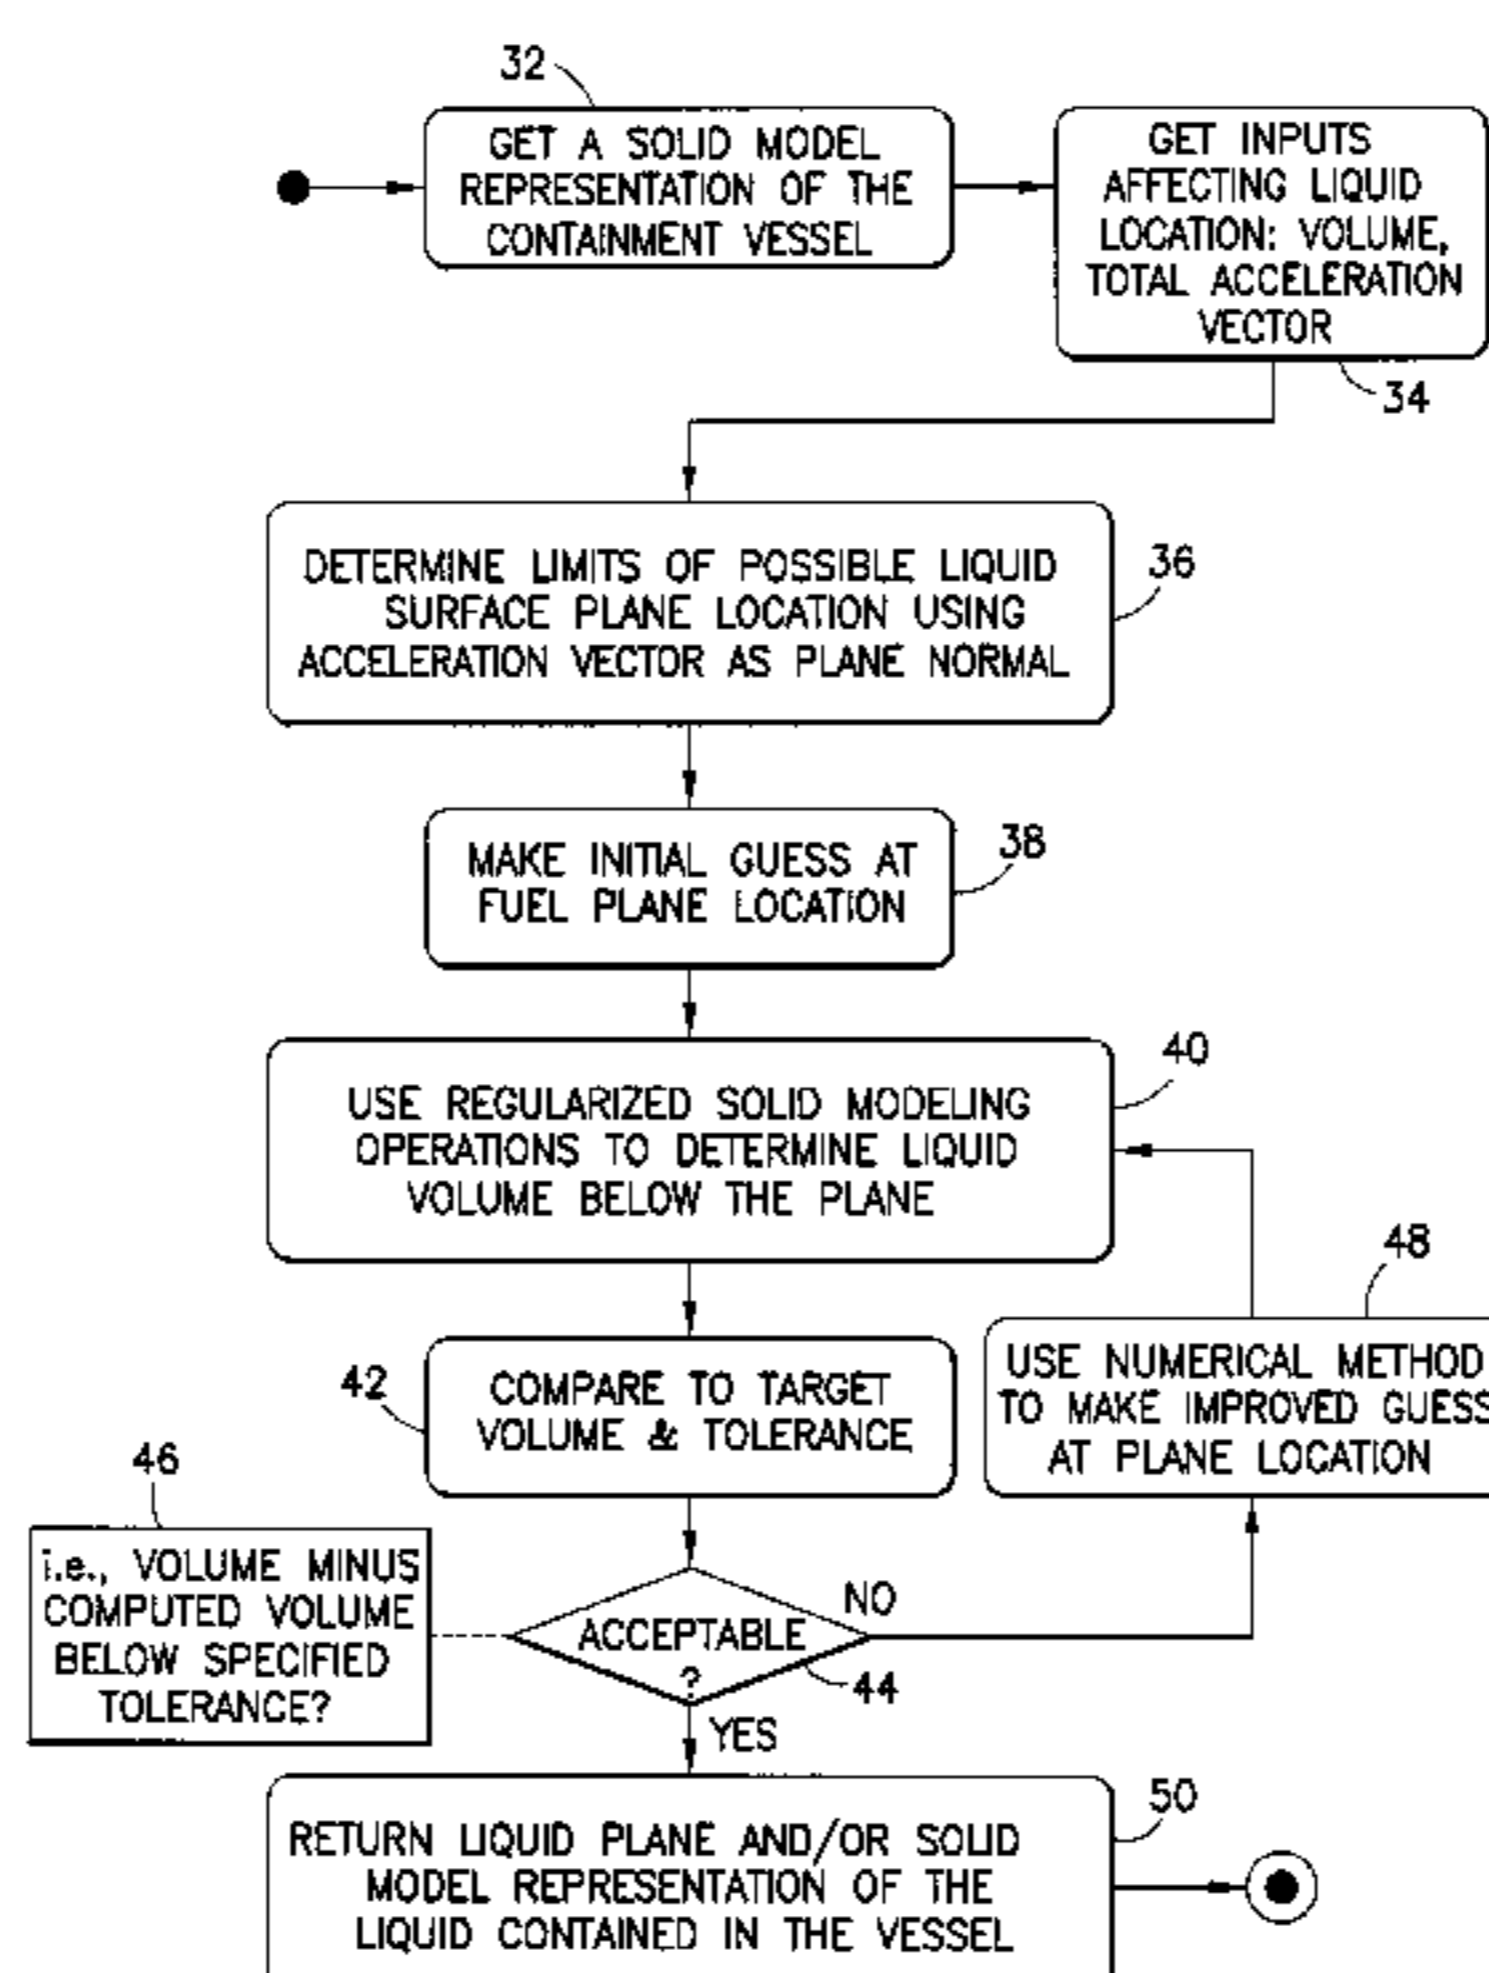 32
GET A SOLID MODEL
REPRESENTATION OF THE
CONTAINMENT VESSEL
GET INPUTS
AFFECTING LIQUID
LOCATION: VOLUME,
TOTAL ACCELERATION
VECTOR
34
DETERMINE LIMITS OF POSSIBLE LIQUID
SURFACE PLANE LOCATION USING
ACCELERATION VECTOR AS PLANE NORMAL
36
MAKE INITIAL GUESS AT
FUEL PLANE LOCATION
38
USE REGULARIZED SOLID MODELING
OPERATIONS TO DETERMINE LIQUID
VOLUME BELOW THE PLANE
40
48
USE NUMERICAL METHOD
TO MAKE IMPROVED GUESS
AT PLANE LOCATION
42
COMPARE TO TARGET
VOLUME & TOLERANCE
46
i.e., VOLUME MINUS
COMPUTED VOLUME
BELOW SPECIFIED
TOLERANCE?
ACCEPTABLE
?
NO
44
YES
50
RETURN LIQUID PLANE AND/OR SOLID
MODEL REPRESENTATION OF THE
LIQUID CONTAINED IN THE VESSEL